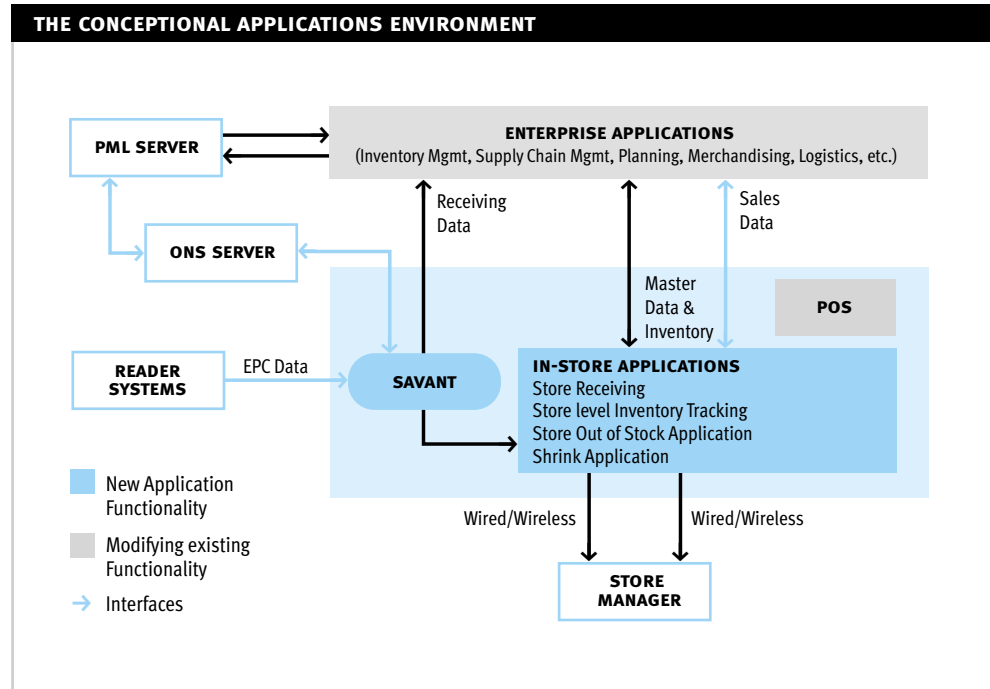 THE CONCEPTIONAL APPLICATIONS ENVIRONMENT
PML SERVER
ENTERPRISE APPLICATIONS
(Inventory Mgmt, Supply Chain Mgmt, Planning, Merchandising, Logistics, etc.)
Receiving
Data
Sales
Data
ONS SERVER
Master
Data &
Inventory
POS
READER
SYSTEMS
EPC Data
SAVANT
IN-STORE APPLICATIONS
Store Receiving
Store level Inventory Tracking
Store Out of Stock Application
Shrink Application
New Application
Functionality
Modifying existing
Functionality
Interfaces
Wired/Wireless
Wired/Wireless
STORE
MANAGER